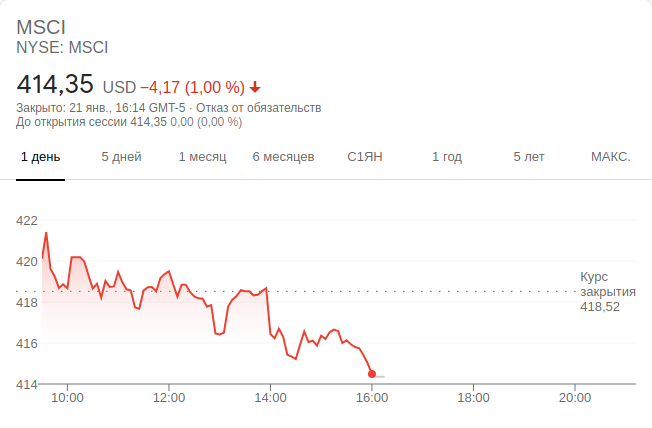 MSCI
NYSE: MSCI
414,35 USD −4,17 (1,00 %)
Закрыто: 21 янв., 16:14 GMT-5 · Отказ от обязательств
До открытия сессии 414,35 0,00 (0,00 %)
1 день 5 дней 1 месяц 6 месяцев С1ЯН 1 год 5 лет МАКС.
422
420
Курс
закрытия
418,52
418
416
414
10:00 12:00 14:00 16:00 18:00 20:00